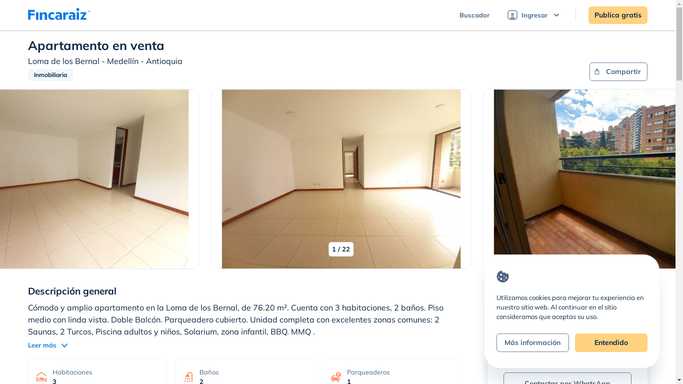 Fincaraíz
Buscador
Ingresar
Publica gratis
Apartamento en venta
Loma de los Bernal - Medellín - Antioquia
Inmobiliaria
Compartir
1 / 22
Descripción general
Cómodo y amplio apartamento en la Loma de los Bernal, de 76.20 m². Cuenta con 3 habitaciones, 2 baños. Piso
medio con linda vista. Doble Balcón. Parqueadero cubierto. Unidad completa con excelentes zonas comunes: 2
Saunas, 2 Turcos, Piscina adultos y niños, Solarium, zona infantil, BBQ. MMQ .
Leer más
Habitaciones
3
Baños
2
Parqueaderos
1
Utilizamos cookies para mejorar tu experiencia en
nuestro sitio web. Al continuar en el sitio
consideramos que aceptas su uso.
Más información
Entendido
Contactar por WhatsApp